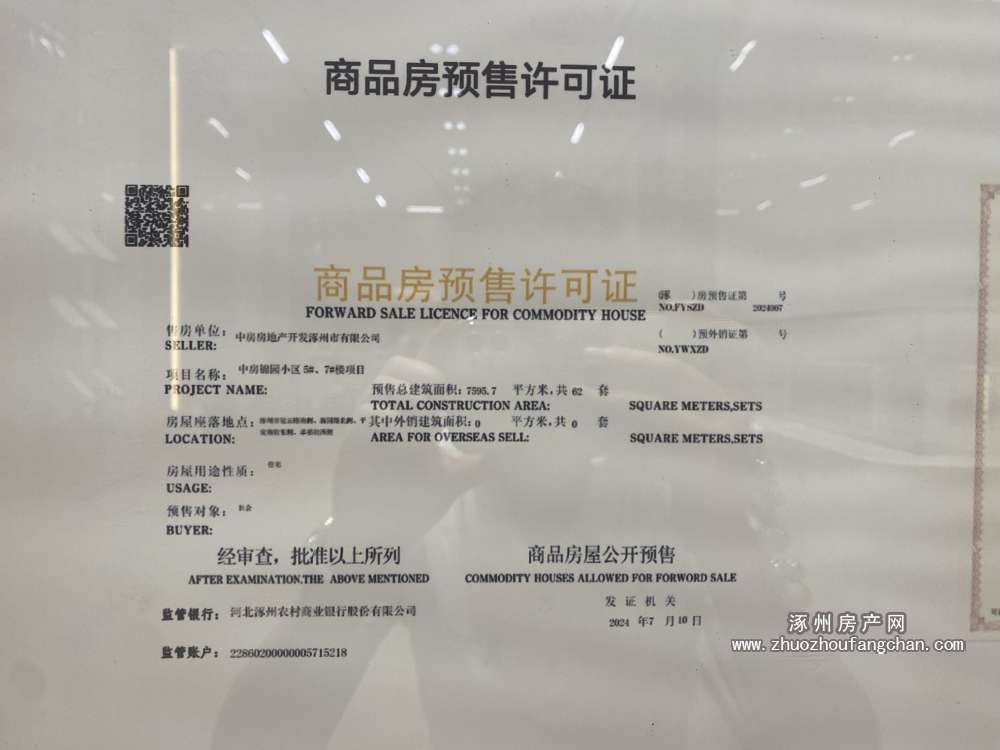 商品房预售许可证
商品房预售许可证
FORWARD SALE LICENCE FOR COMMODITY HOUSE
(涿 )房预售证第 号
NO.FYSZD 2024007
( )预外销证第 号
NO.YWXZD
售房单位： 中房房地产开发涿州市有限公司
SELLER:
项目名称： 中房锦园小区5#、7#楼项目
PROJECT NAME:
预售总建筑面积：7595.7 平方米，共 62 套
TOTAL CONSTRUCTION AREA: SQUARE METERS,SETS
房屋座落地点：
LOCATION:
其中外销建筑面积：0 平方米，共 0 套
AREA FOR OVERSEAS SELL: SQUARE METERS,SETS
房屋用途性质： 住宅
USAGE:
预售对象：
BUYER:
经审查，批准以上所列 商品房屋公开预售
AFTER EXAMINATION,THE ABOVE MENTIONED COMMODITY HOUSES ALLOWED FOR FORWORD SALE
发 证 机 关
2024 年7 月10 日
监管银行： 河北涿州农村商业银行股份有限公司
监管账户： 22860200000005715218
涿州房产网
www.zhuozhoufangchan.com